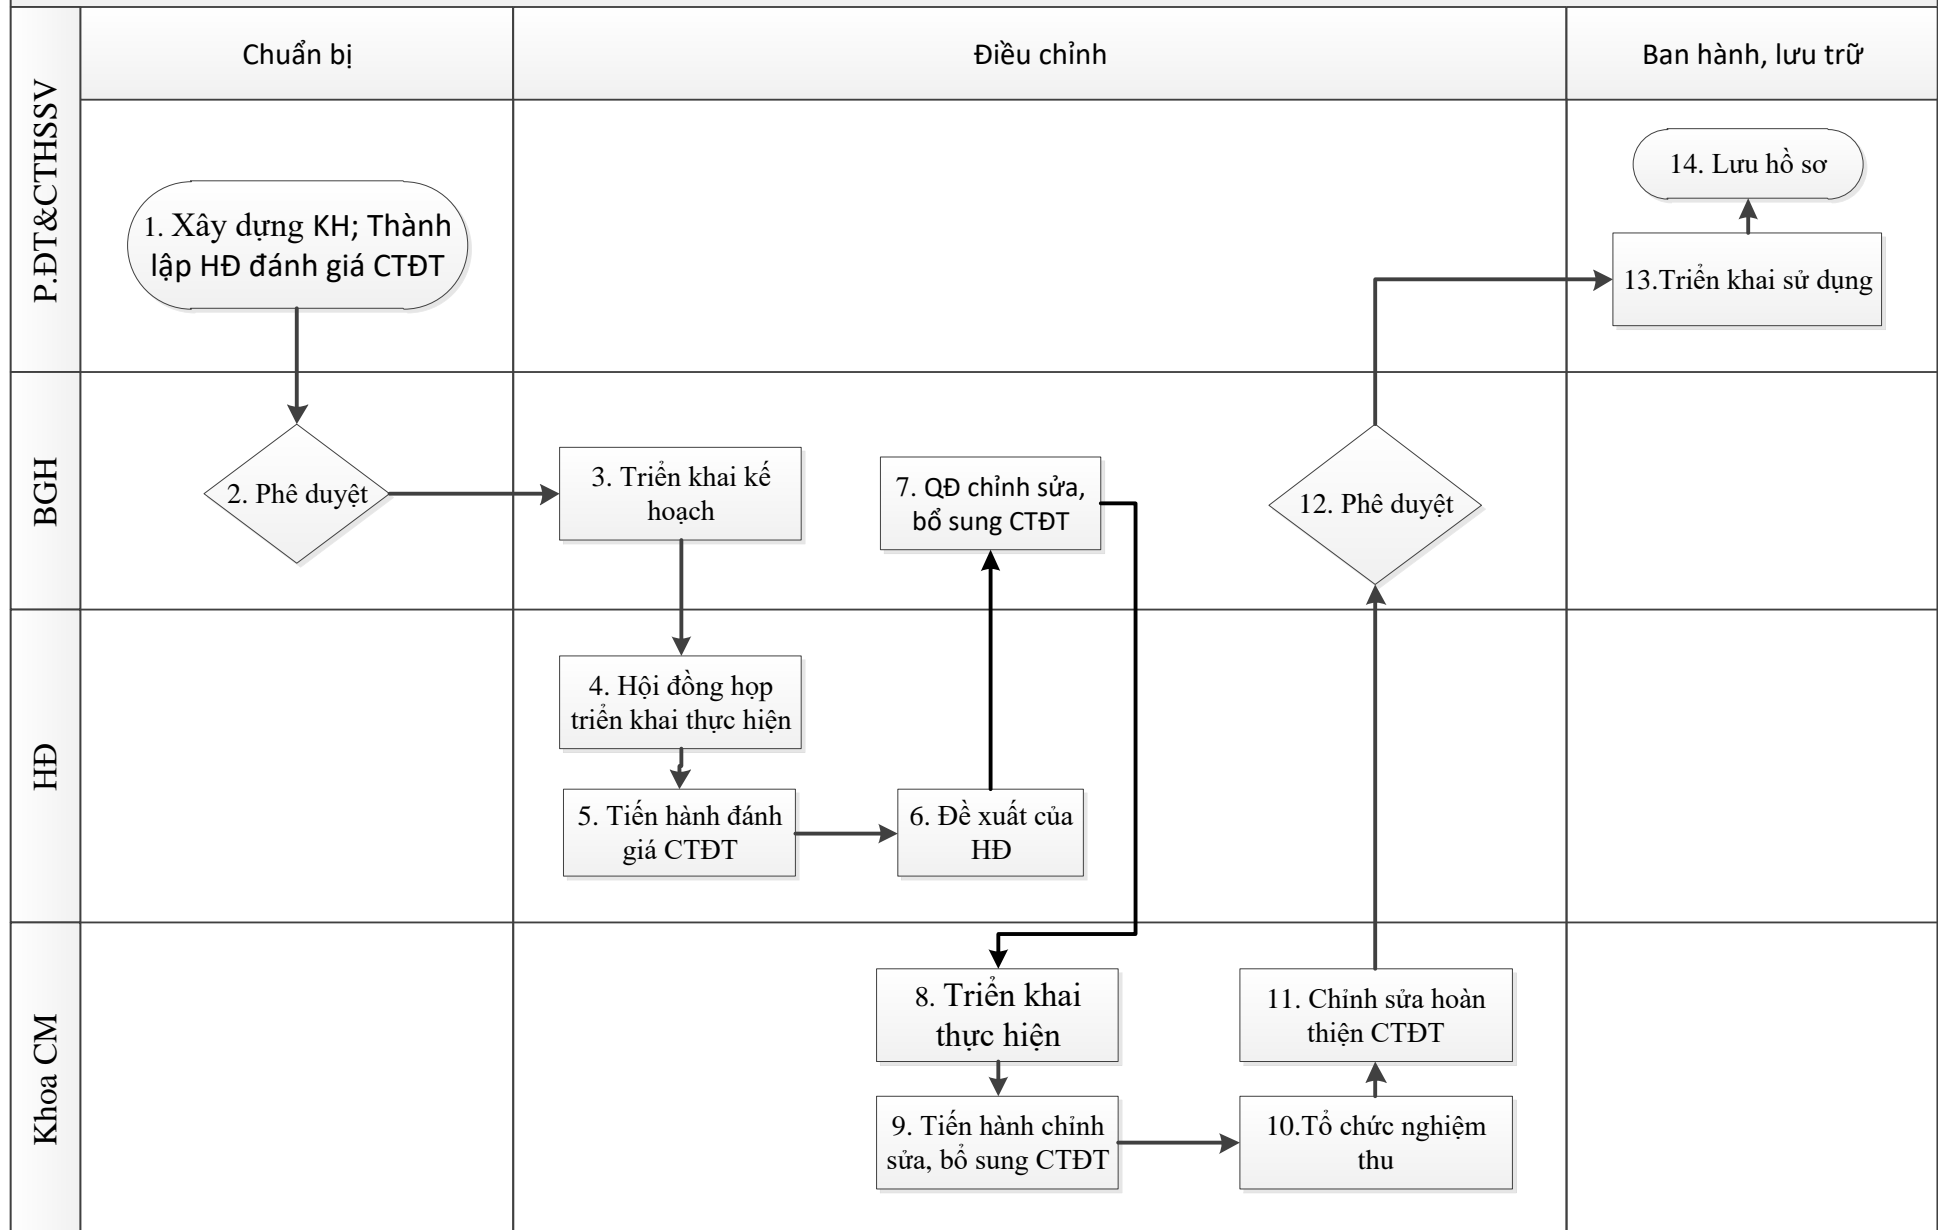 Chuẩn bị
Điều chỉnh
Ban hành, lưu trữ
P.ĐT&CTHSSV
1. Xây dựng KH; Thành
lập HĐ đánh giá CTĐT
14. Lưu hồ sơ
13.Triển khai sử dụng
BGH
2. Phê duyệt
3. Triển khai kế
hoạch
7. QĐ chỉnh sửa,
bổ sung CTĐT
12. Phê duyệt
HĐ
4. Hội đồng họp
triển khai thực hiện
5. Tiến hành đánh
giá CTĐT
6. Đề xuất của
HĐ
Khoa CM
8. Triển khai
thực hiện
11. Chỉnh sửa hoàn
thiện CTĐT
9. Tiến hành chỉnh
sửa, bổ sung CTĐT
10.Tổ chức nghiệm
thu